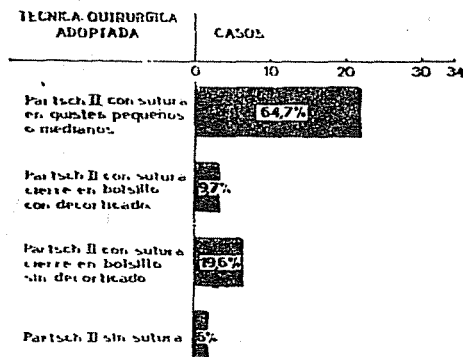 TECNICA QUIRURGICA
ADOPTADA
CASOS
0 10 20 30 34
Partsch II con sutura
en quistes pequeños
o medianos
64,7%
Partsch II con sutura
cierre en bolsillo
con decorticado
9,7%
Partsch II con sutura
cierre en bolsillo
sin decorticado
19,6%
Partsch II sin sutura
6%